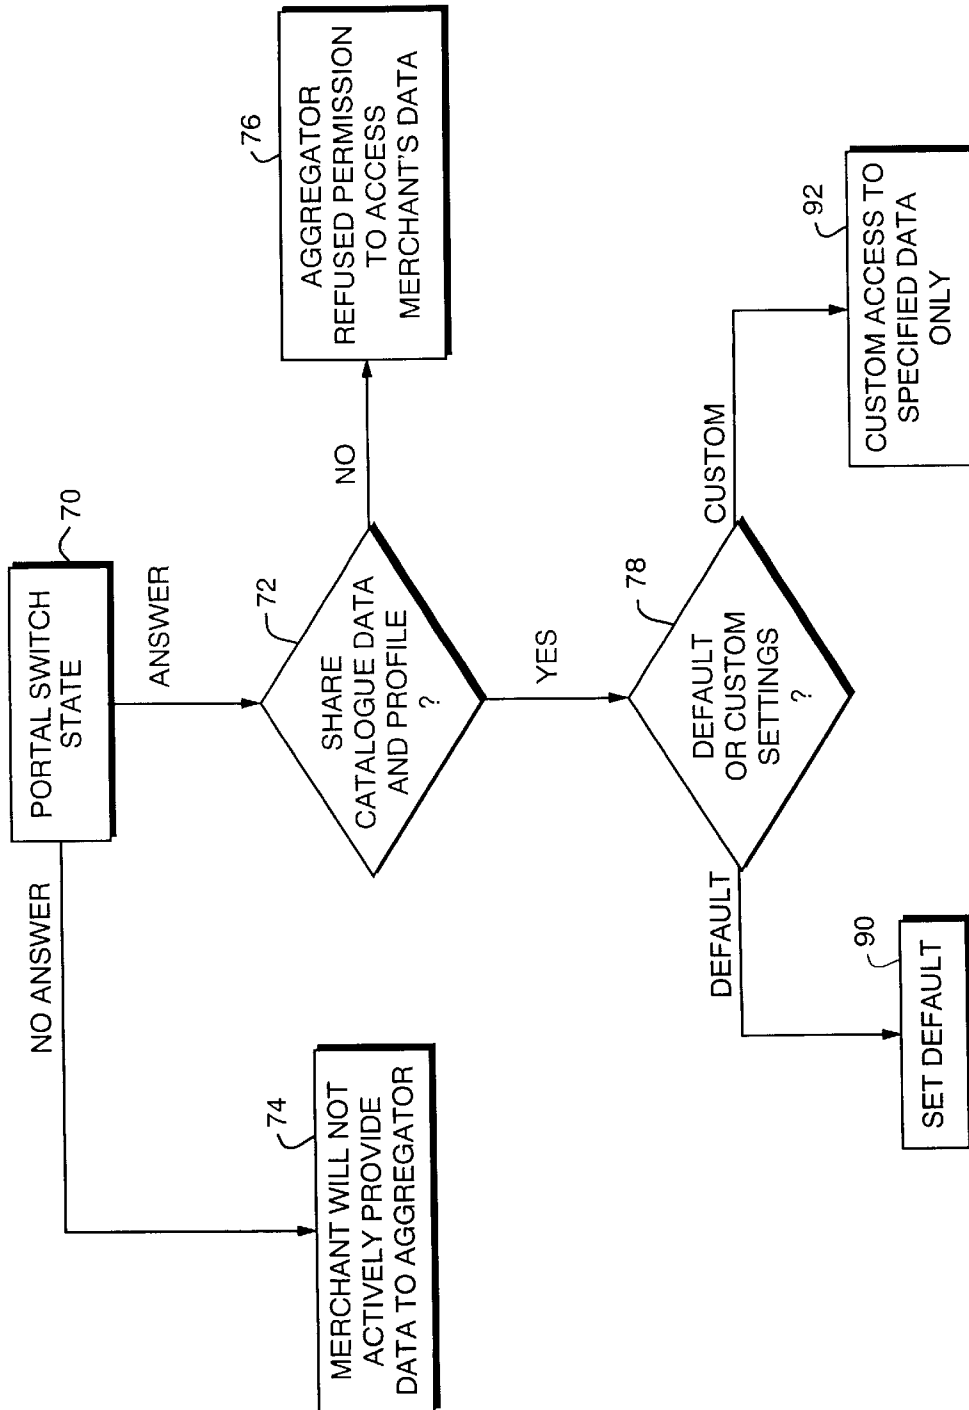 PORTAL SWITCH
STATE
70
NO ANSWER
ANSWER
74
MERCHANT WILL NOT
ACTIVELY PROVIDE
DATA TO AGGREGATOR
72
SHARE
CATALOGUE DATA
AND PROFILE
?
NO
76
AGGREGATOR
REFUSED PERMISSION
TO ACCESS
MERCHANT'S DATA
YES
78
DEFAULT
OR CUSTOM
SETTINGS
?
DEFAULT
CUSTOM
90
SET DEFAULT
92
CUSTOM ACCESS TO
SPECIFIED DATA
ONLY